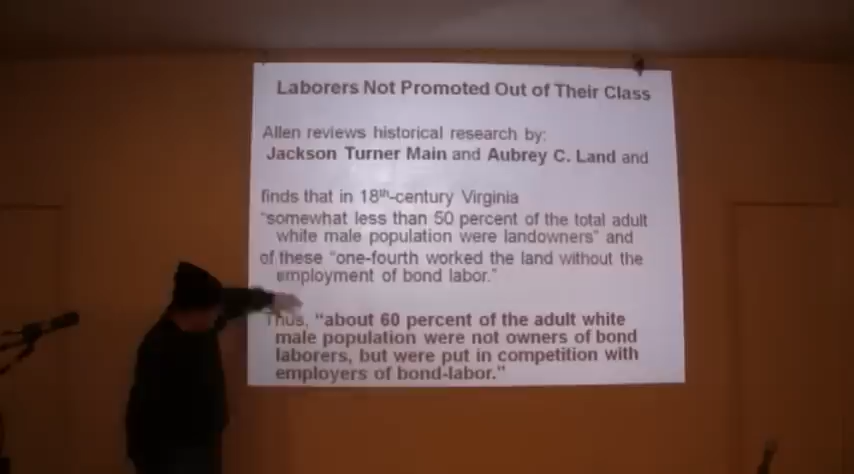 Laborers Not Promoted Out of Their Class
Allen reviews historical research by:
Jackson Turner Main and Aubrey C. Land and
finds that in 18th-century Virginia
"somewhat less than 50 percent of the total adult
white male population were landowners" and
of these "one-fourth worked the land without the
employment of bond labor."
Thus, "about 60 percent of the adult white
male population were not owners of bond
laborers, but were put in competition with
employers of bond-labor."